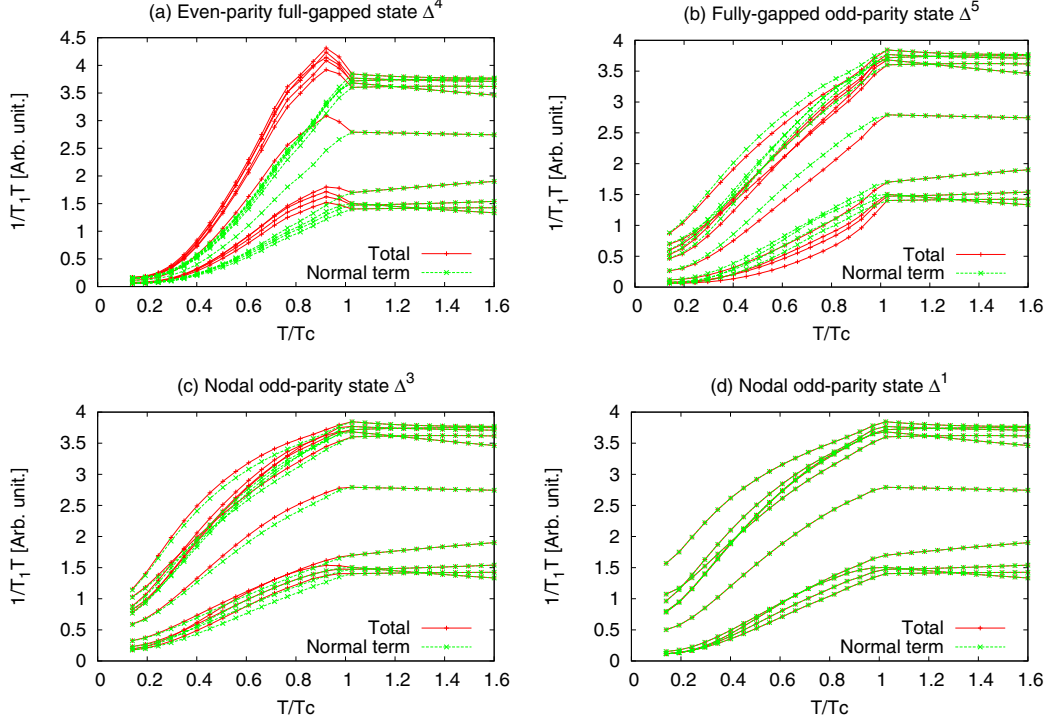 (a) Even-parity full-gapped state Δ^4
1/T_1T [Arb. unit.]
4.5
4
3.5
3
2.5
2
1.5
1
0.5
0
0 0.2 0.4 0.6 0.8 1 1.2 1.4 1.6
T/Tc
Total
Normal term
(b) Fully-gapped odd-parity state Δ^5
1/T_1T [Arb. unit.]
4
3.5
3
2.5
2
1.5
1
0.5
0
0 0.2 0.4 0.6 0.8 1 1.2 1.4 1.6
T/Tc
Total
Normal term
(c) Nodal odd-parity state Δ^3
1/T_1T [Arb. unit.]
4
3.5
3
2.5
2
1.5
1
0.5
0
0 0.2 0.4 0.6 0.8 1 1.2 1.4 1.6
T/Tc
Total
Normal term
(d) Nodal odd-parity state Δ^1
1/T_1T [Arb. unit.]
4
3.5
3
2.5
2
1.5
1
0.5
0
0 0.2 0.4 0.6 0.8 1 1.2 1.4 1.6
T/Tc
Total
Normal term